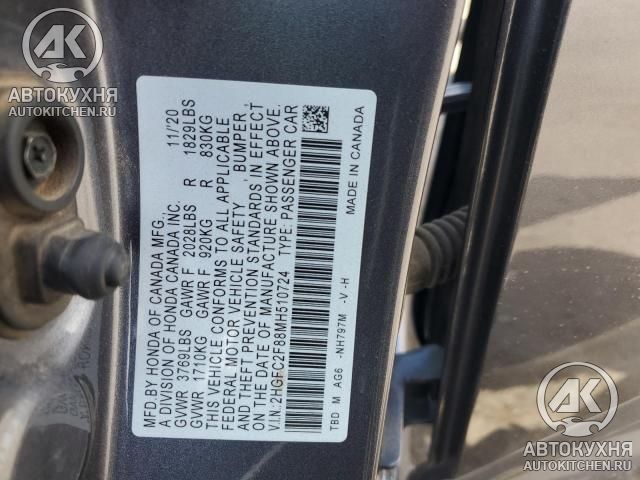 MFD.BY HONDA OF CANADA MFG., 11/'20
A DIVISION OF HONDA CANADA INC.
GVWR 3769LBS GAWR F 2028LBS R 1829LBS
GVWR 1710KG GAWR F 920KG R 830KG
THIS VEHICLE CONFORMS TO ALL APPLICABLE
FEDERAL MOTOR VEHICLE SAFETY , BUMPER ,
AND THEFT PREVENTION STANDARDS IN EFFECT
ON THE DATE OF MANUFACTURE SHOWN ABOVE.
V.I.N.:2HGFC2F88MH510724 TYPE: PASSENGER CAR
TBD M AG6 -NH797M -V-H MADE IN CANADA
AK
АВТОКУХНЯ
AUTOKITCHEN.RU
AK
АВТОКУХНЯ
AUTOKITCHEN.RU